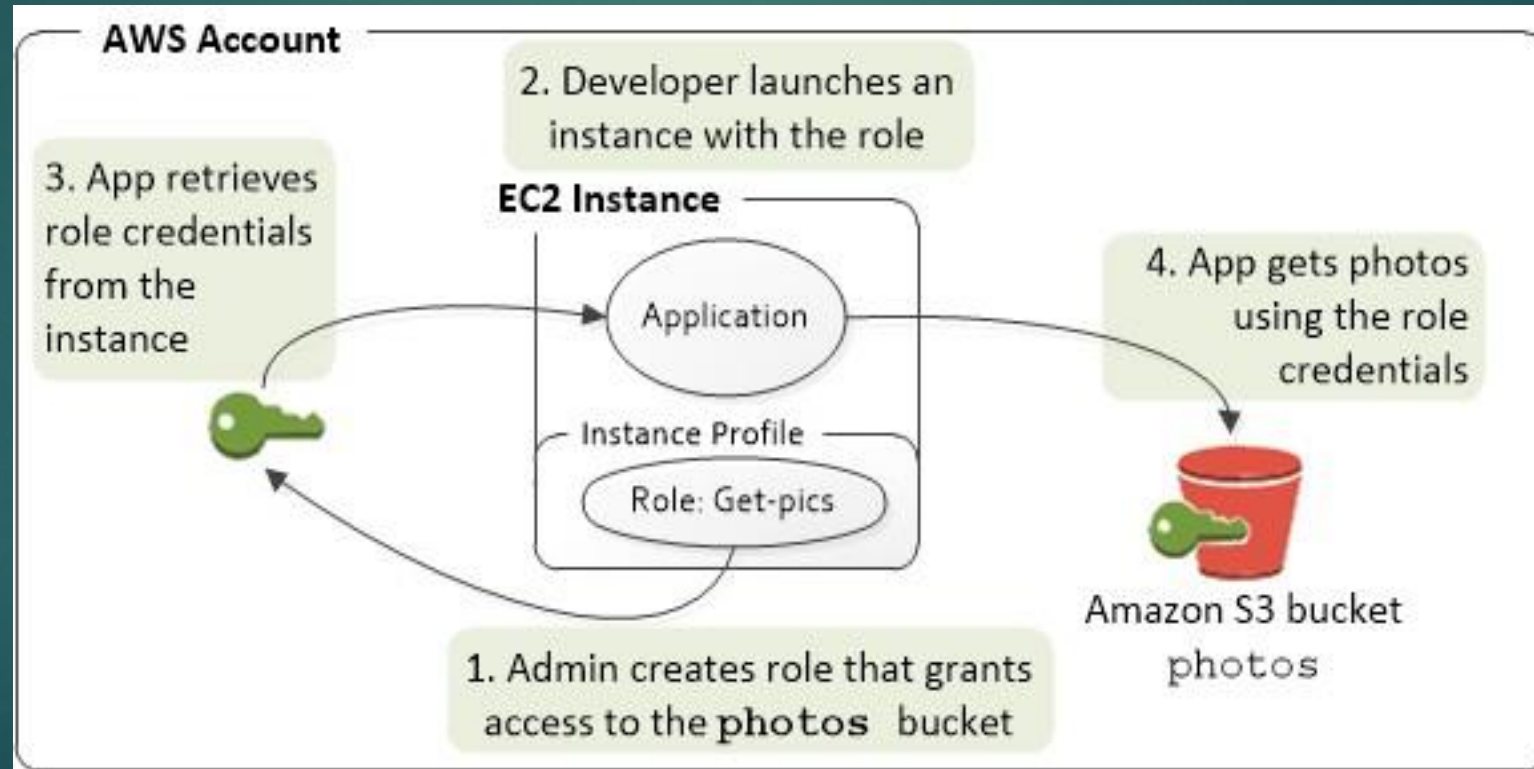 AWS Account
2. Developer launches an
instance with the role
3. App retrieves
role credentials
from the
instance
EC2 Instance
Application
4. App gets photos
using the role
credentials
Instance Profile
Role: Get-pics
Amazon S3 bucket
photos
1. Admin creates role that grants
access to the photos bucket